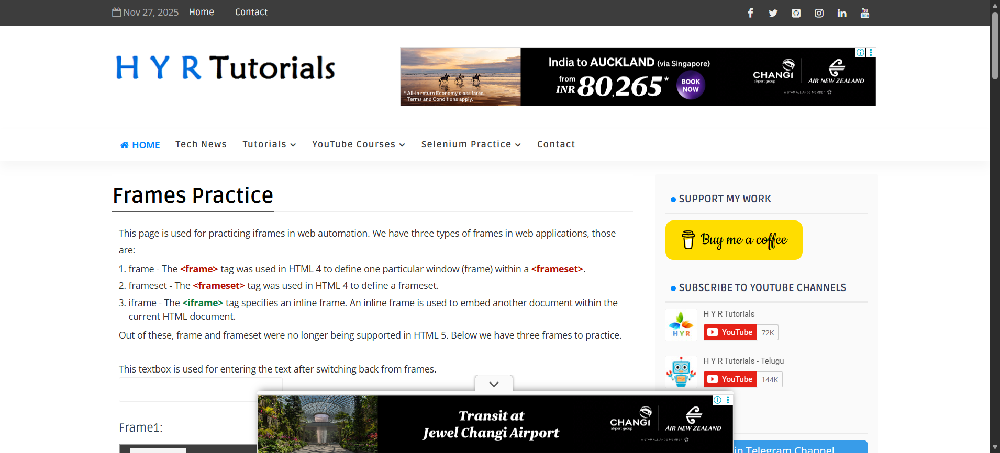 Nov 27, 2025 Home Contact
H Y R Tutorials
India to AUCKLAND (via Singapore)
from
INR 80,265*
BOOK
NOW
* All-in return Economy class fares.
Terms and Conditions apply.
CHANGI
airport group
AIR NEW ZEALAND
A STAR ALLIANCE MEMBER
HOME Tech News Tutorials YouTube Courses Selenium Practice Contact
Frames Practice
This page is used for practicing iframes in web automation. We have three types of frames in web applications, those
are:
1. frame - The <frame> tag was used in HTML 4 to define one particular window (frame) within a <frameset>.
2. frameset - The <frameset> tag was used in HTML 4 to define a frameset.
3. iframe - The <iframe> tag specifies an inline frame. An inline frame is used to embed another document within the
current HTML document.
Out of these, frame and frameset were no longer being supported in HTML 5. Below we have three frames to practice.
This textbox is used for entering the text after switching back from frames.
Frame1:
SUPPORT MY WORK
Buy me a coffee
SUBSCRIBE TO YOUTUBE CHANNELS
H Y R Tutorials
HYR
YouTube 72K
H Y R Tutorials - Telugu
YouTube 144K
in Telegram Channel
Transit at
Jewel Changi Airport
CHANGI
airport group
AIR NEW ZEALAND
A STAR ALLIANCE MEMBER